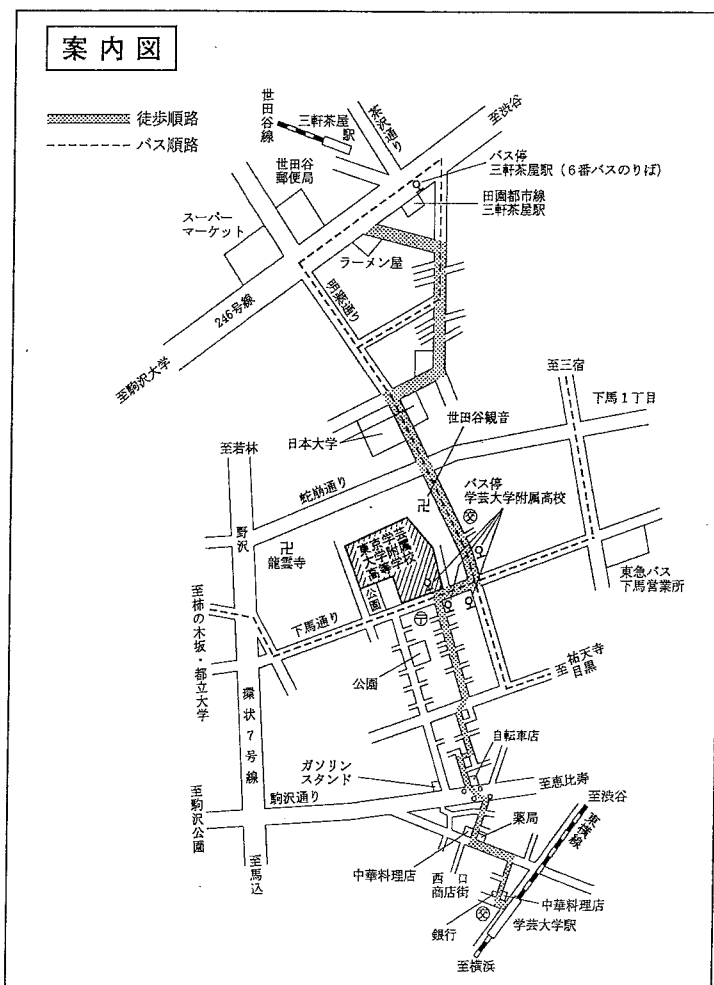 案内図
徒歩順路
バス順路
世田谷線
三軒茶屋駅
茶沢通り
至渋谷
バス停
三軒茶屋駅（6番バスのりば）
田園都市線
三軒茶屋駅
世田谷
郵便局
スーパー
マーケット
ラーメン屋
246号線
明薬通り
至駒沢大学
至三宿
下馬1丁目
日本大学
世田谷観音
至若林
蛇崩通り
バス停
学芸大学附属高校
交
卍
野沢
卍
龍雲寺
東京学芸
大学附属
高等学校
公園
東急バス
下馬営業所
至柿の木坂・都立大学
下馬通り
〒
公園
至祐天寺
目黒
環状7号線
自転車店
ガソリン
スタンド
駒沢通り
至恵比寿
至駒沢公園
至渋谷
東横線
薬局
至馬込
中華料理店
西口
商店街
中華料理店
交
学芸大学駅
銀行
至横浜